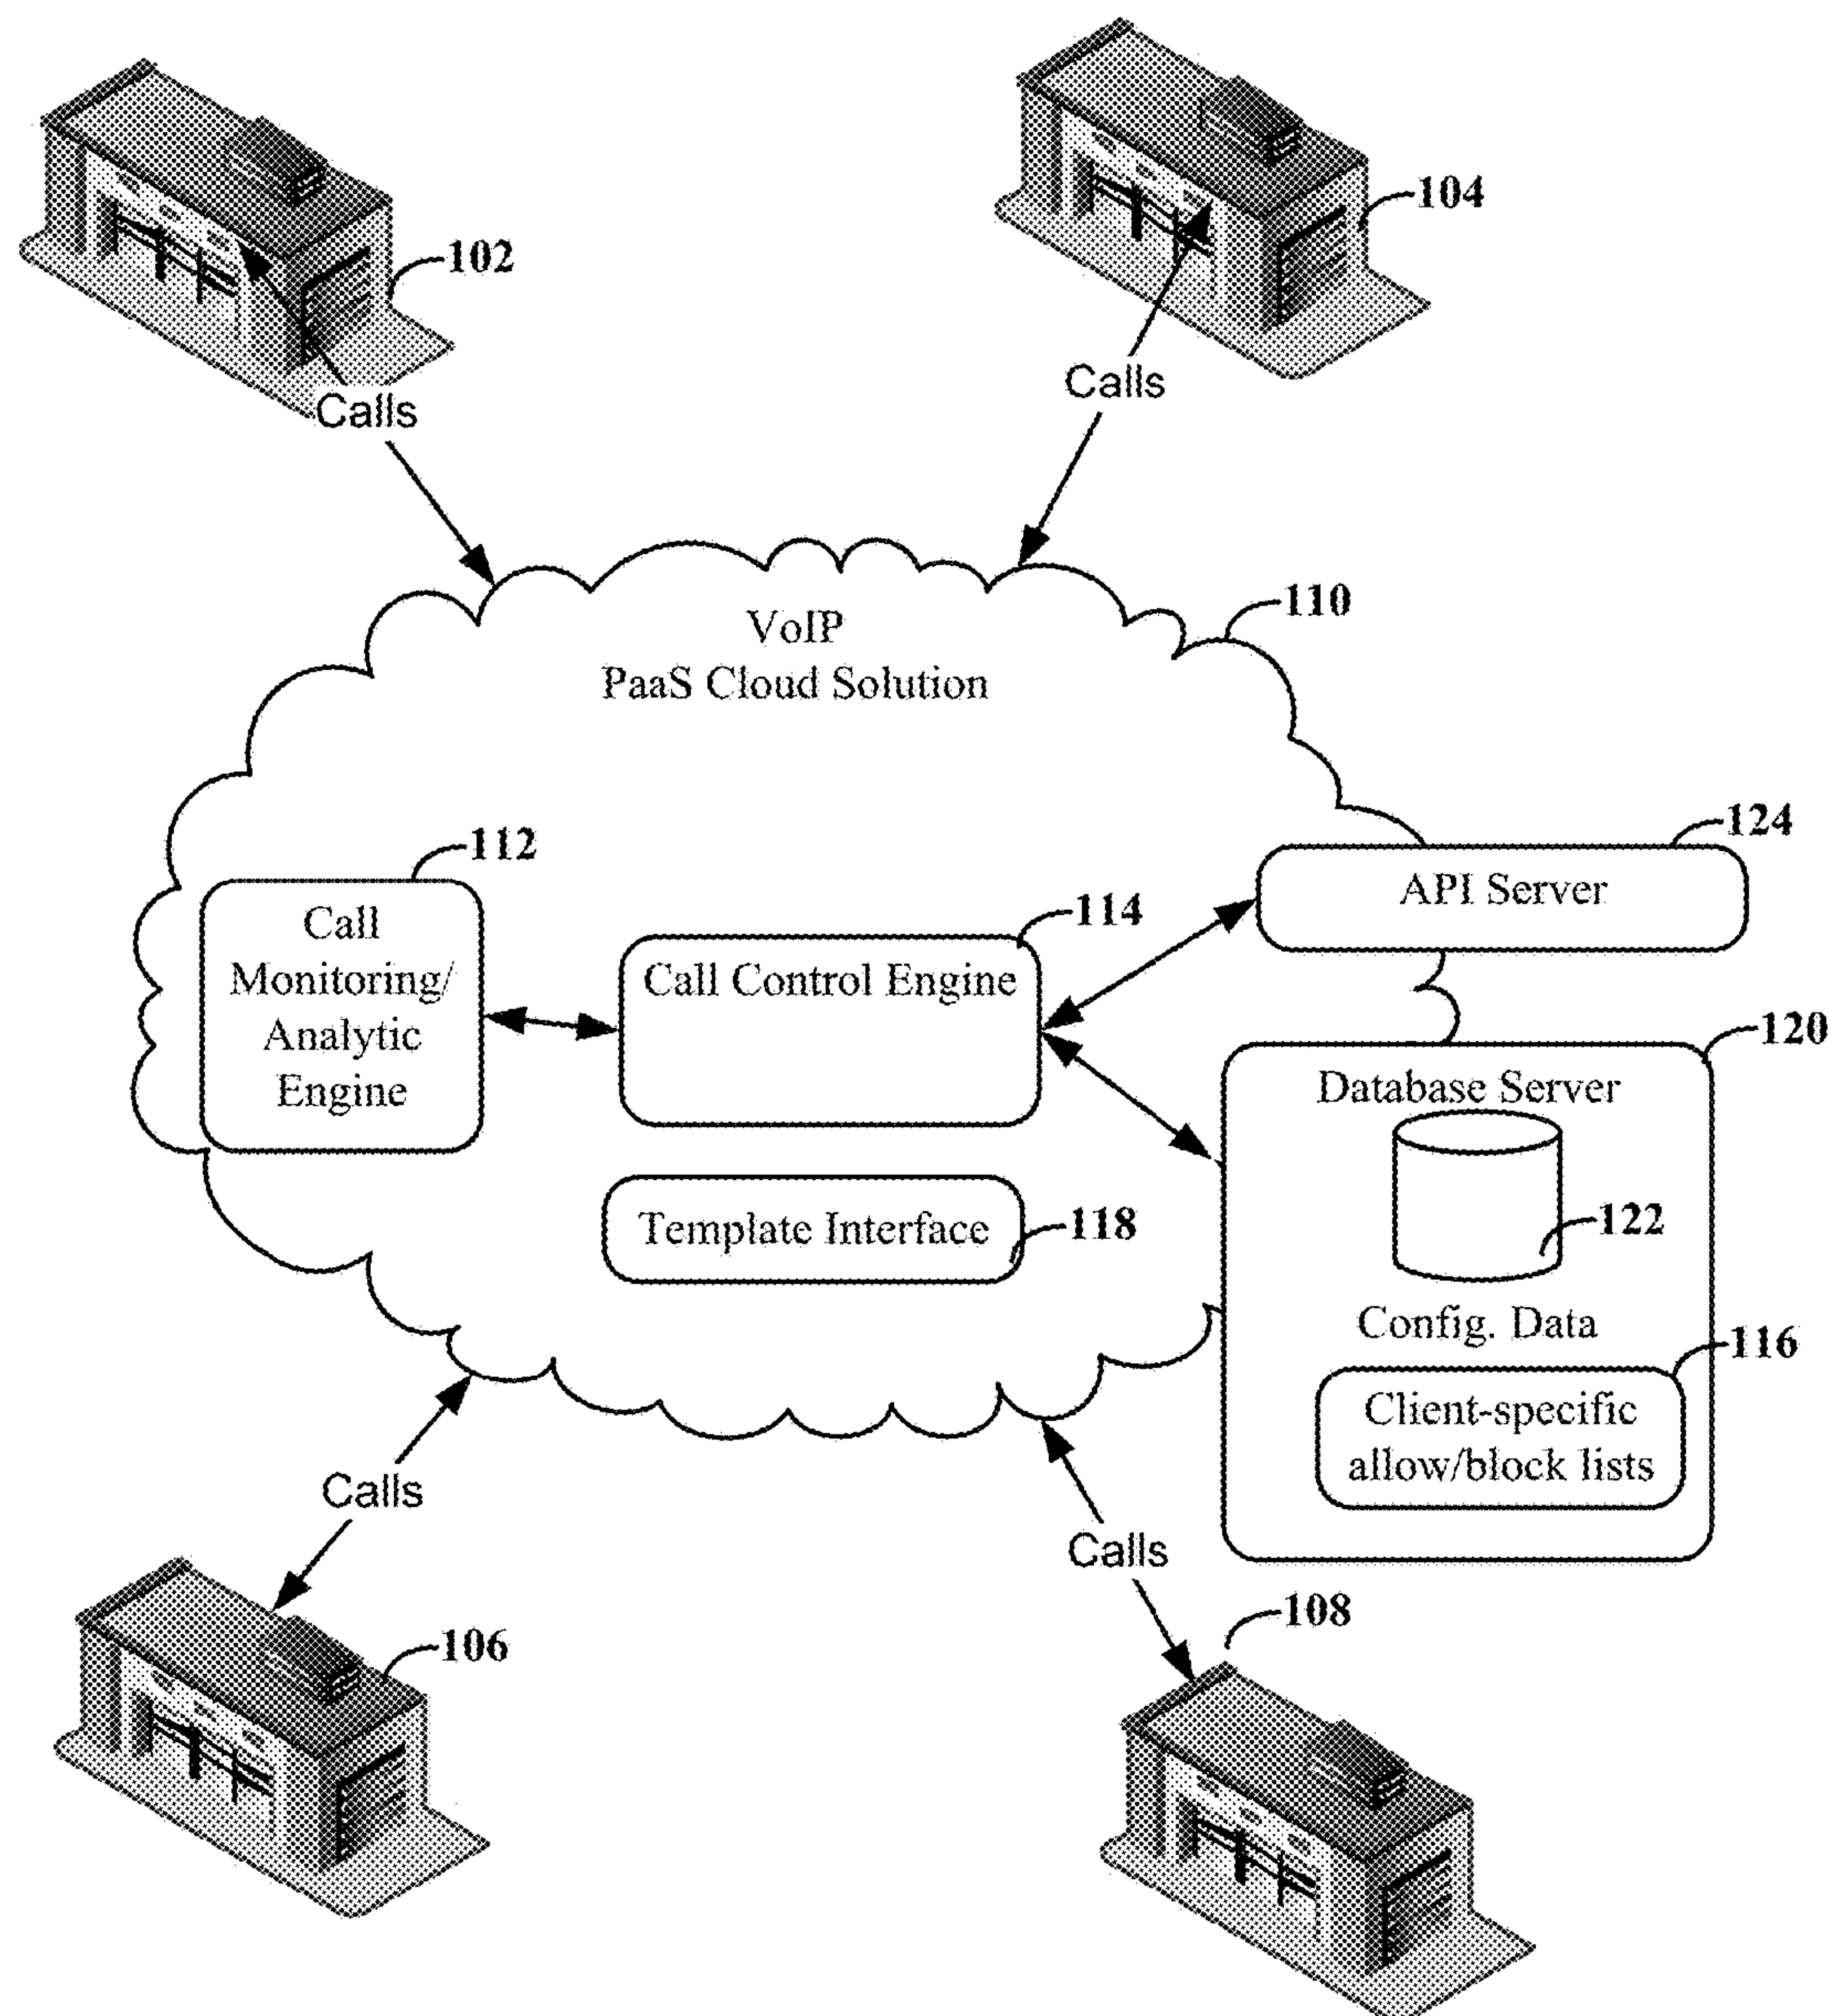 104
102
Calls
Calls
110
VoIP
PaaS Cloud Solution
124
API Server
112
Call
Monitoring/
Analytic
Engine
114
Call Control Engine
120
Database Server
122
Config. Data
118
Template Interface
116
Client-specific
allow/block lists
Calls
Calls
106
108